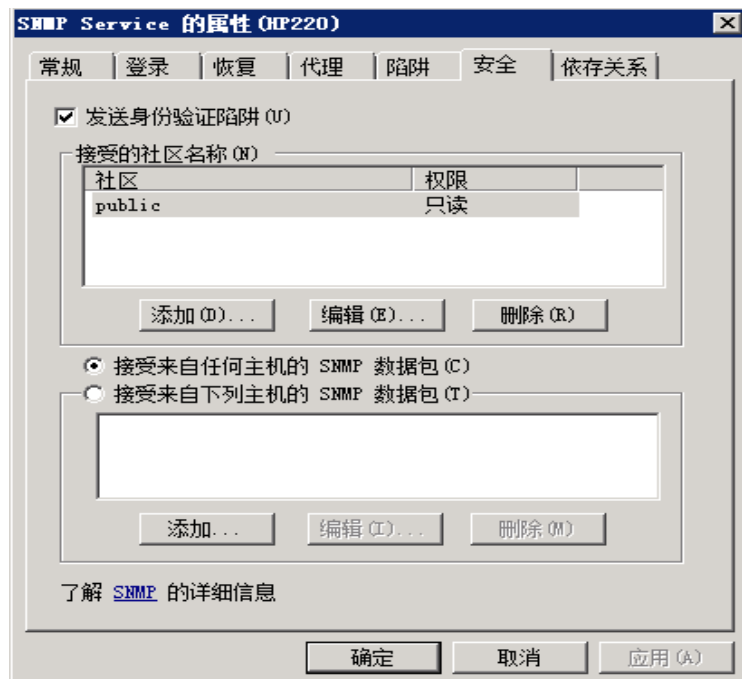 SNMP Service 的属性(HP220)
常规 登录 恢复 代理 陷阱 安全 依存关系
发送身份验证陷阱(U)
接受的社区名称(N)
社区 权限
public 只读
添加(D)... 编辑(E)... 删除(R)
接受来自任何主机的 SNMP 数据包(C)
接受来自下列主机的 SNMP 数据包(T)
添加... 编辑(I)... 删除(M)
了解 SNMP 的详细信息
确定 取消 应用(A)